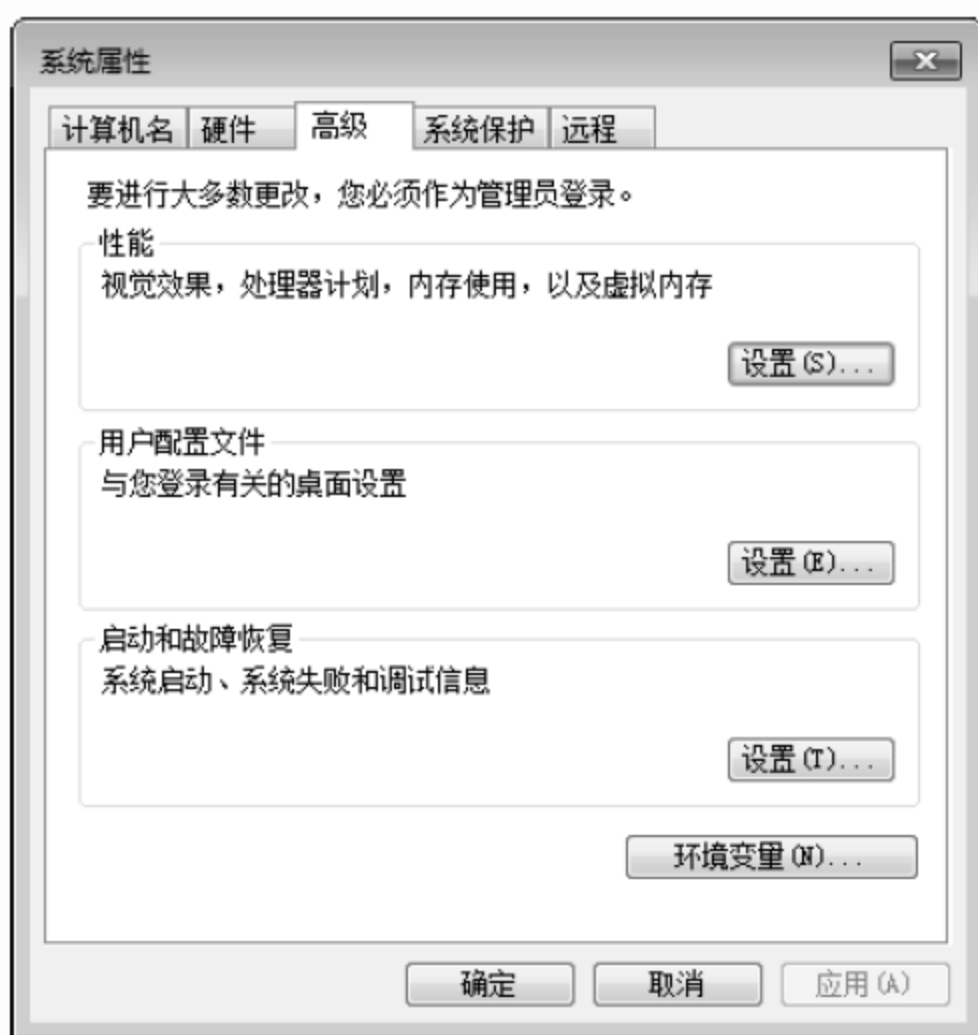 系统属性
计算机名 硬件 高级 系统保护 远程
要进行大多数更改，您必须作为管理员登录。
性能
视觉效果，处理器计划，内存使用，以及虚拟内存
设置(S)...
用户配置文件
与您登录有关的桌面设置
设置(E)...
启动和故障恢复
系统启动、系统失败和调试信息
设置(T)...
环境变量(N)...
确定 取消 应用(A)